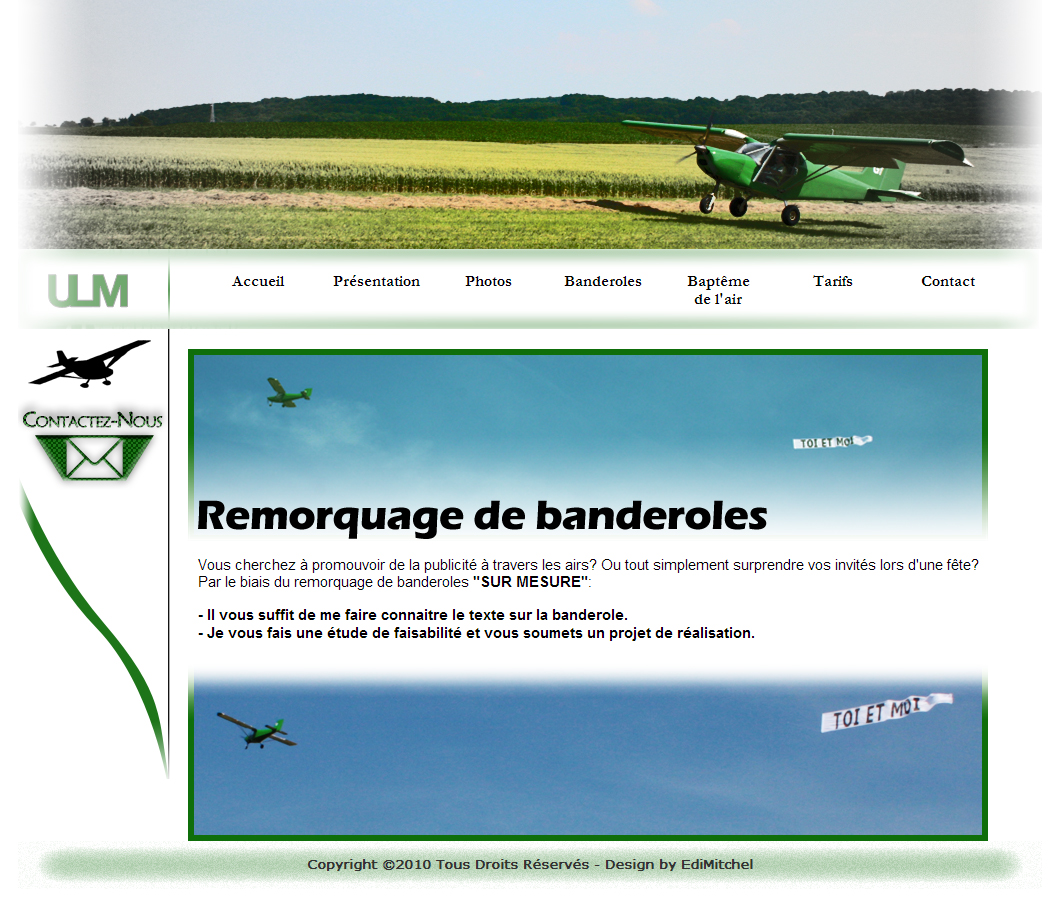 ULM
Accueil
Présentation
Photos
Banderoles
Baptême
de l'air
Tarifs
Contact
Contactez-Nous
TOI ET MOI
Remorquage de banderoles
Vous cherchez à promouvoir de la publicité à travers les airs? Ou tout simplement surprendre vos invités lors d'une fête?
Par le biais du remorquage de banderoles "SUR MESURE":
- Il vous suffit de me faire connaitre le texte sur la banderole.
- Je vous fais une étude de faisabilité et vous soumets un projet de réalisation.
TOI ET MOI
Copyright ©2010 Tous Droits Réservés - Design by EdiMitchel